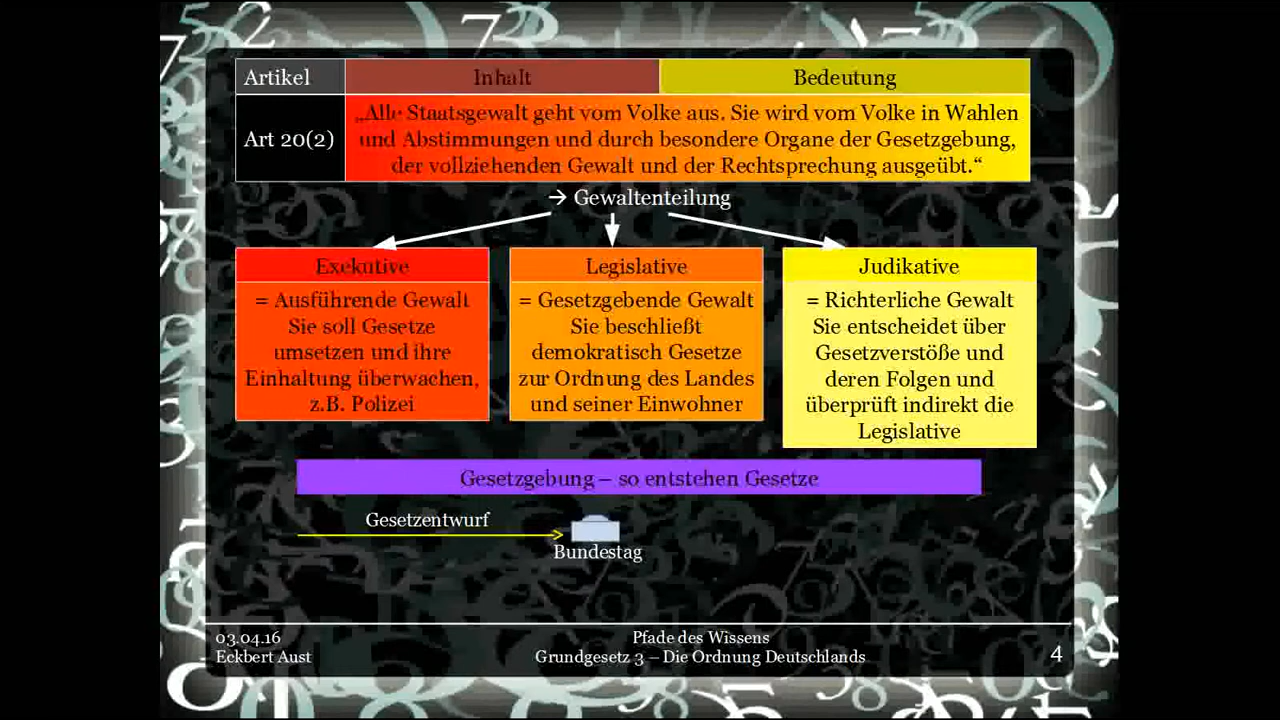 Artikel Inhalt Bedeutung
Art 20(2)
„Alle Staatsgewalt geht vom Volke aus. Sie wird vom Volke in Wahlen
und Abstimmungen und durch besondere Organe der Gesetzgebung,
der vollziehenden Gewalt und der Rechtsprechung ausgeübt.“
→ Gewaltenteilung
Exekutive
= Ausführende Gewalt
Sie soll Gesetze
umsetzen und ihre
Einhaltung überwachen,
z.B. Polizei
Legislative
= Gesetzgebende Gewalt
Sie beschließt
demokratisch Gesetze
zur Ordnung des Landes
und seiner Einwohner
Judikative
= Richterliche Gewalt
Sie entscheidet über
Gesetzverstöße und
deren Folgen und
überprüft indirekt die
Legislative
Gesetzgebung – so entstehen Gesetze
Gesetzentwurf
Bundestag
03.04.16
Eckbert Aust
Pfade des Wissens
Grundgesetz 3 – Die Ordnung Deutschlands
4